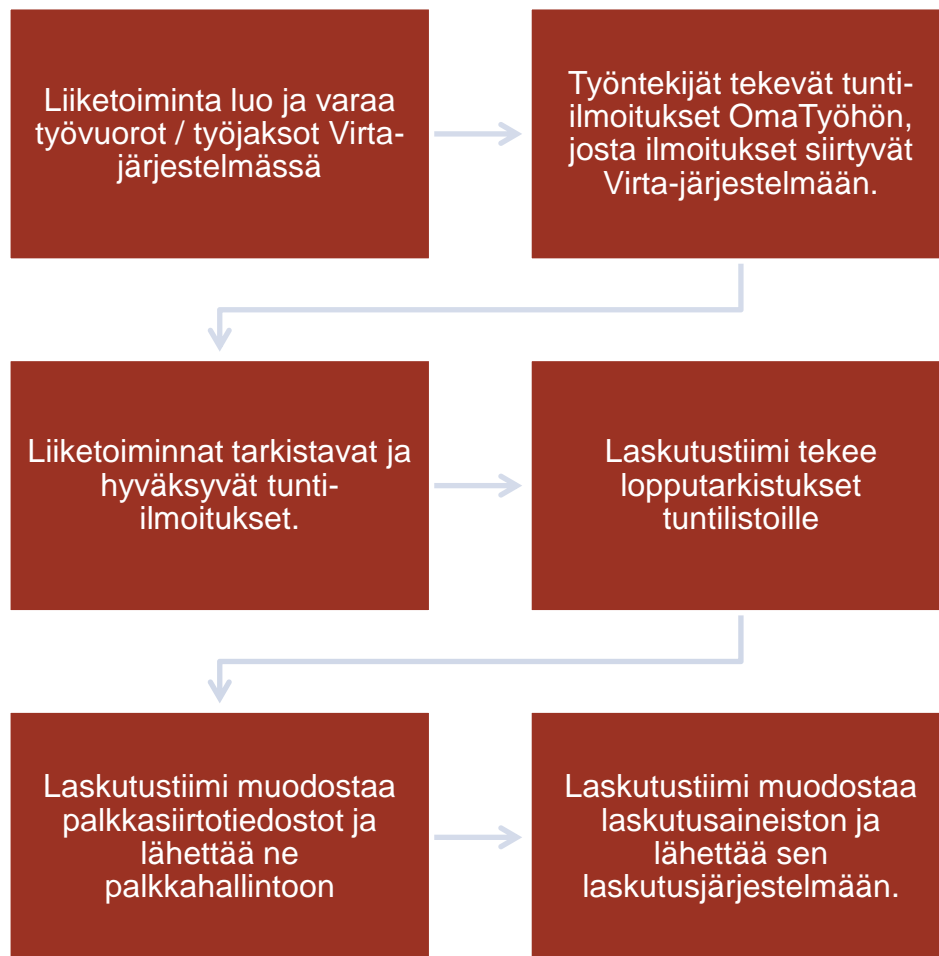 Liiketoiminta luo ja varaa
työvuorot / työjaksot Virta-
järjestelmässä
Työntekijät tekevät tunti-
ilmoitukset OmaTyöhön,
josta ilmoitukset siirtyvät
Virta-järjestelmään.
Liiketoiminnat tarkistavat ja
hyväksyvät tunti-
ilmoitukset.
Laskutustiimi tekee
lopputarkistukset
tuntilistoille
Laskutustiimi muodostaa
palkkasiirtotiedostot ja
lähettää ne
palkkahallintoon
Laskutustiimi muodostaa
laskutusaineiston ja
lähettää sen
laskutusjärjestelmään.